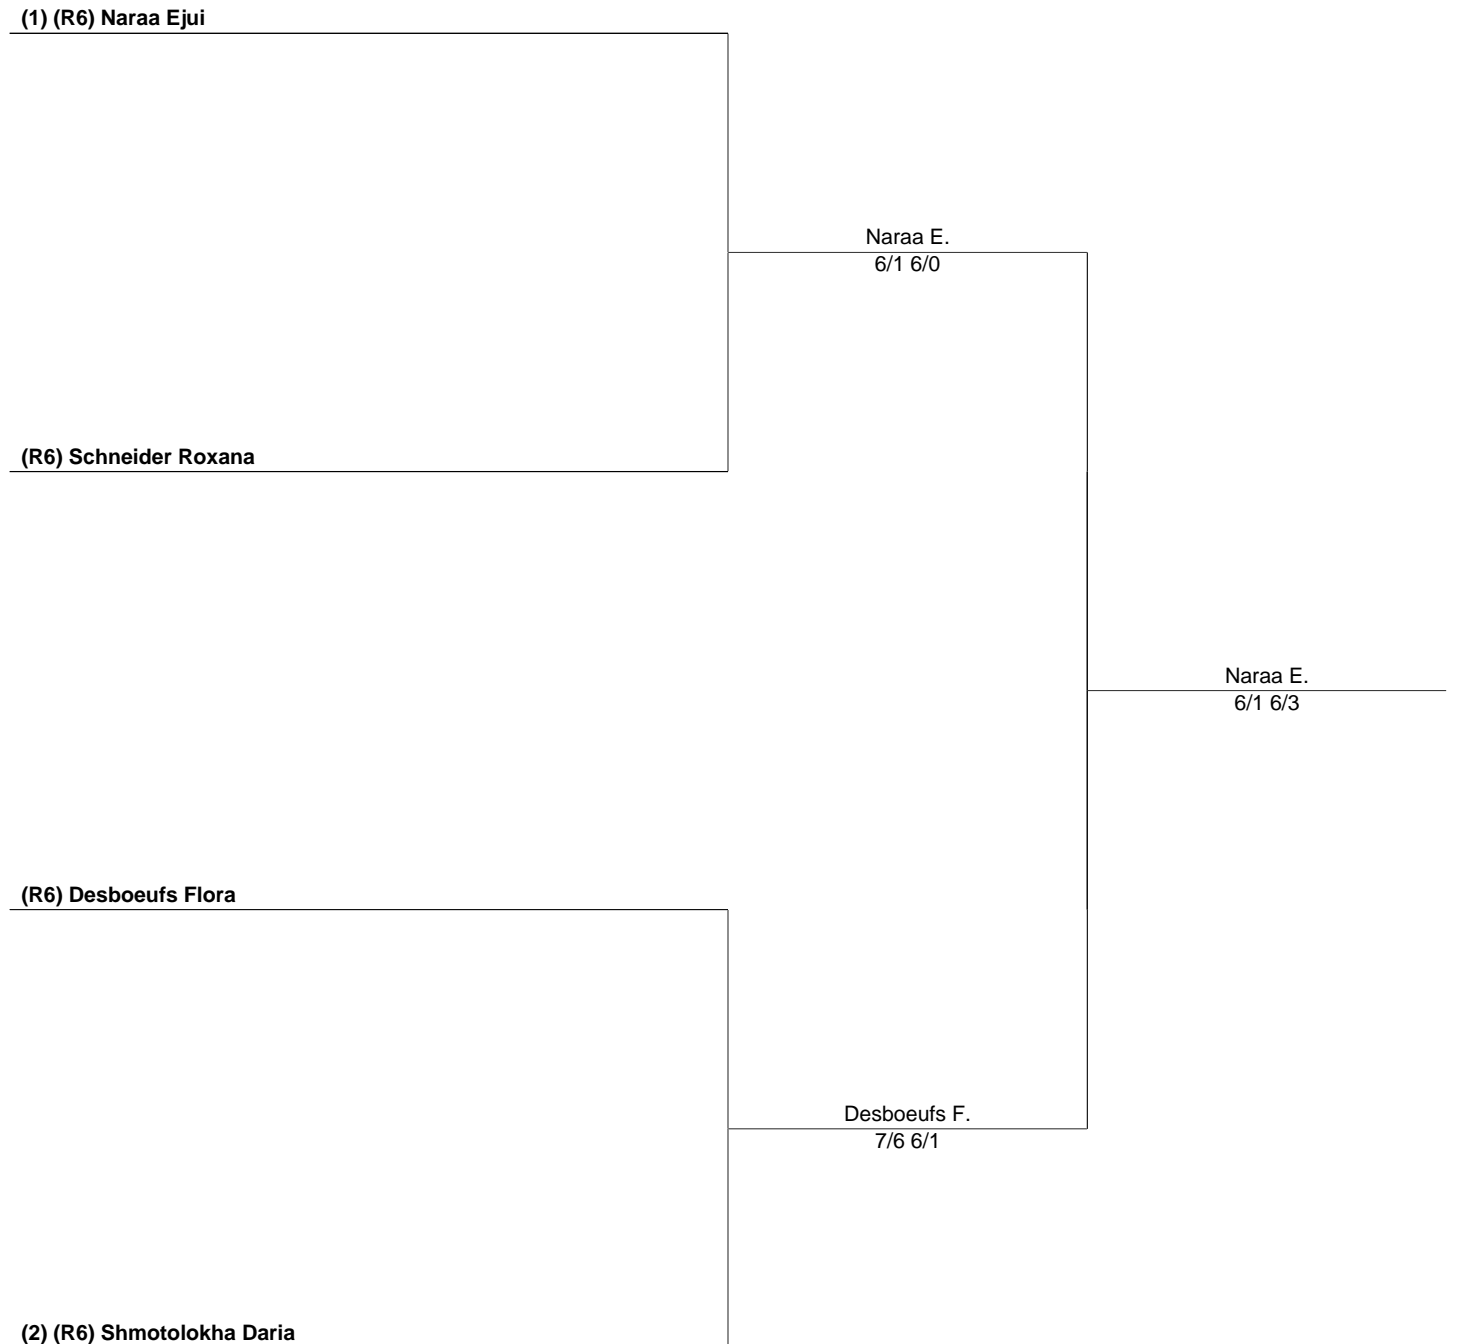 (1) (R6) Naraa Ejui
Naraa E.
6/1 6/0
(R6) Schneider Roxana
Naraa E.
6/1 6/3
(R6) Desboeufs Flora
Desboeufs F.
7/6 6/1
(2) (R6) Shmotolokha Daria